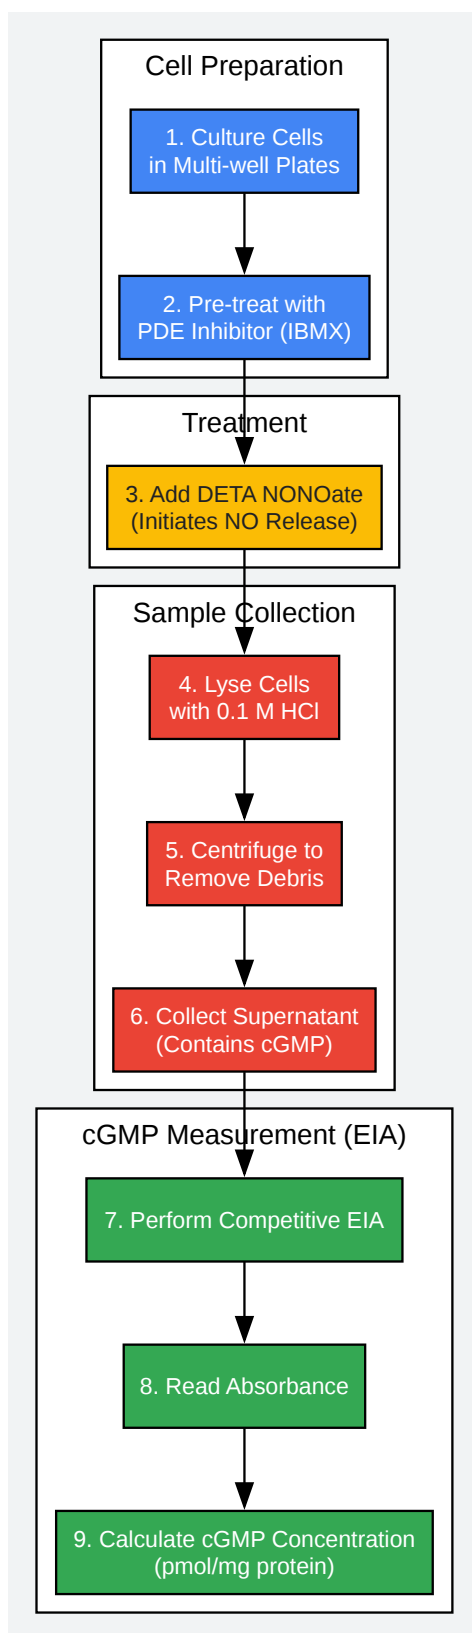 Cell Preparation
1. Culture Cells
in Multi-well Plates
2. Pre-treat with
PDE Inhibitor (IBMX)
Treatment
3. Add DETA NONOate
(Initiates NO Release)
Sample Collection
4. Lyse Cells
with 0.1 M HCl
5. Centrifuge to
Remove Debris
6. Collect Supernatant
(Contains cGMP)
cGMP Measurement (EIA)
7. Perform Competitive EIA
8. Read Absorbance
9. Calculate cGMP Concentration
(pmol/mg protein)